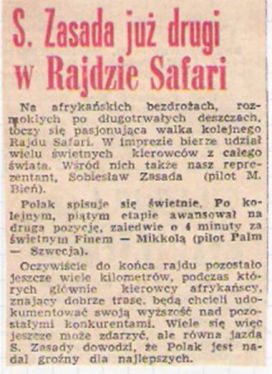 S. Zasada już drugi
w Rajdzie Safari
Na afrykańskich bezdrożach, roz-
mokłych po długotrwałych deszczach,
toczy się pasjonująca walka kolejnego
Rajdu Safari. W imprezie bierze udział
wielu świetnych kierowców z całego
świata. Wśród nich także nasz repre-
zentant, Sobiesław Zasada (pilot M.
Bień).
Polak spisuje się świetnie. Po ko-
lejnym, piątym etapie awansował na
drugą pozycję, zaledwie o 4 minuty za
świetnym Finem — Mikkolą (pilot Palm
— Szwecja).
Oczywiście do końca rajdu pozostało
jeszcze wiele kilometrów, podczas któ-
rych głównie kierowcy afrykańscy,
znający dobrze trasę, będą chcieli udo-
kumentować swoją wyższość nad po-
zostałymi konkurentami. Wiele się więc
jeszcze może zdarzyć, ale równa jazda
S. Zasady dowodzi, że Polak jest na-
dal groźny dla najlepszych.